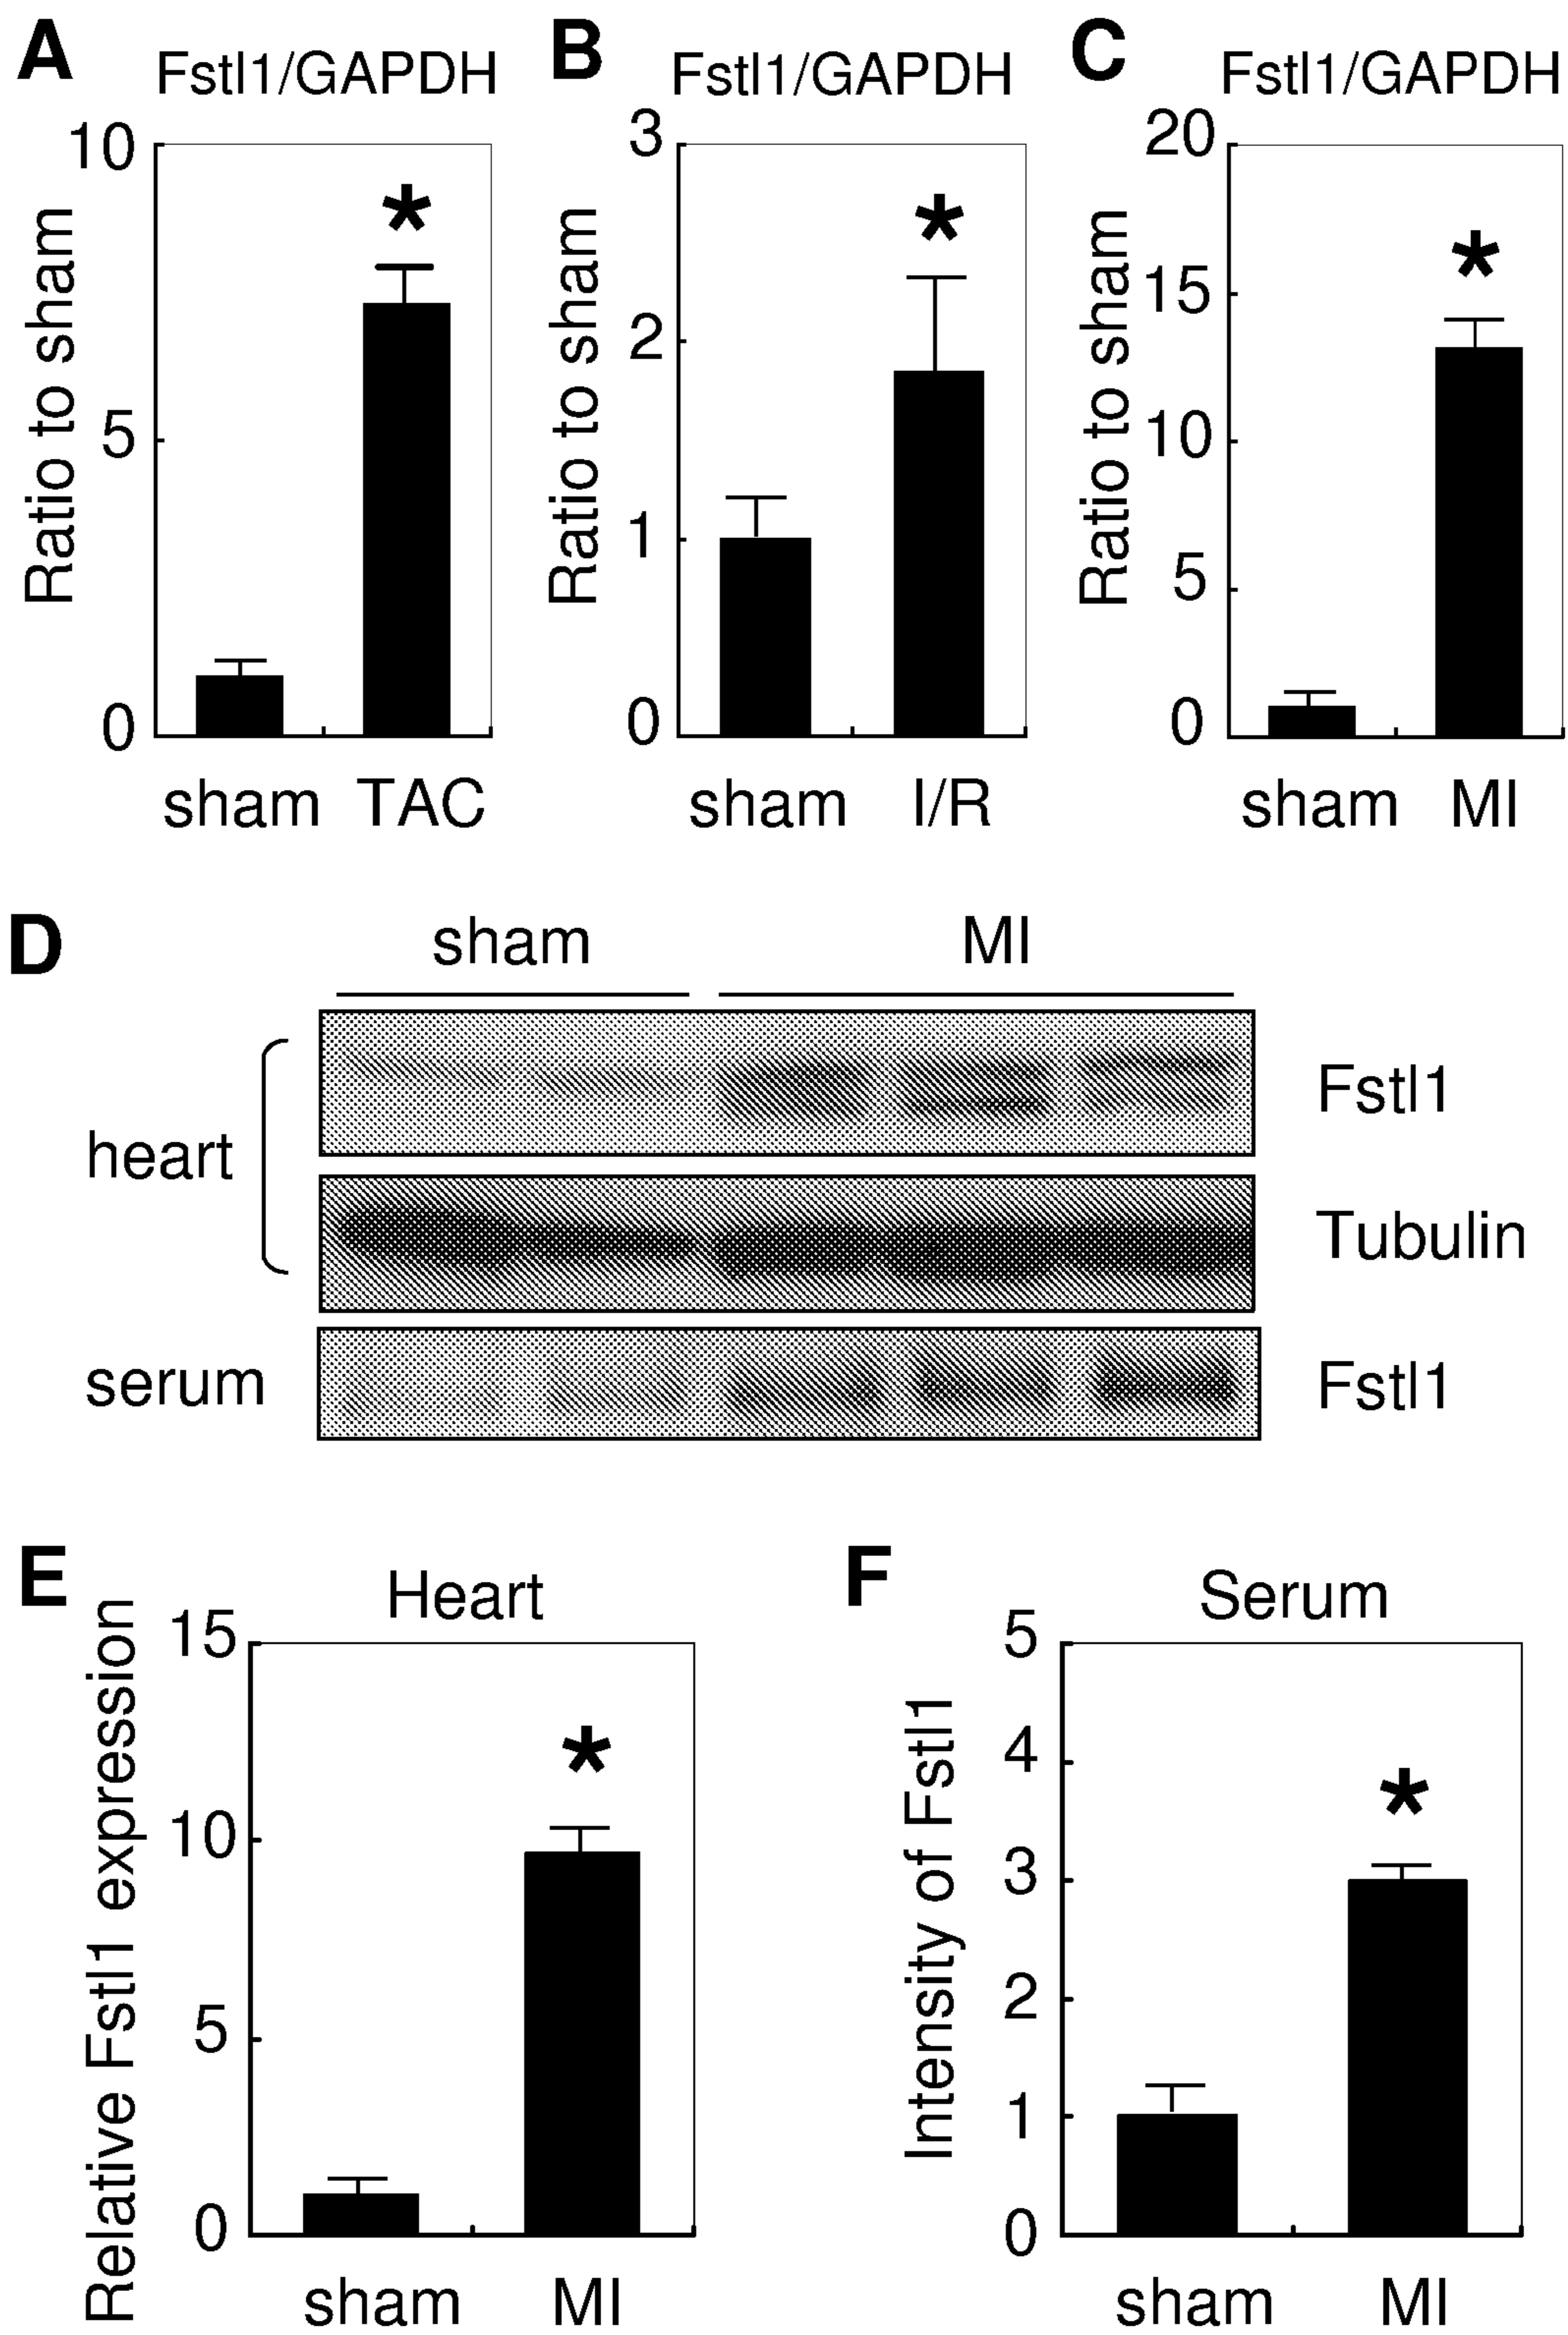 A
Fstl1/GAPDH
Ratio to sham
10
5
0
*
sham TAC
B
Fstl1/GAPDH
Ratio to sham
3
2
1
0
*
sham I/R
C
Fstl1/GAPDH
Ratio to sham
20
15
10
5
0
*
sham MI
D
sham MI
heart
Fstl1
Tubulin
serum
Fstl1
E
Heart
Relative Fstl1 expression
15
10
5
0
*
sham MI
F
Serum
Intensity of Fstl1
5
4
3
2
1
0
*
sham MI